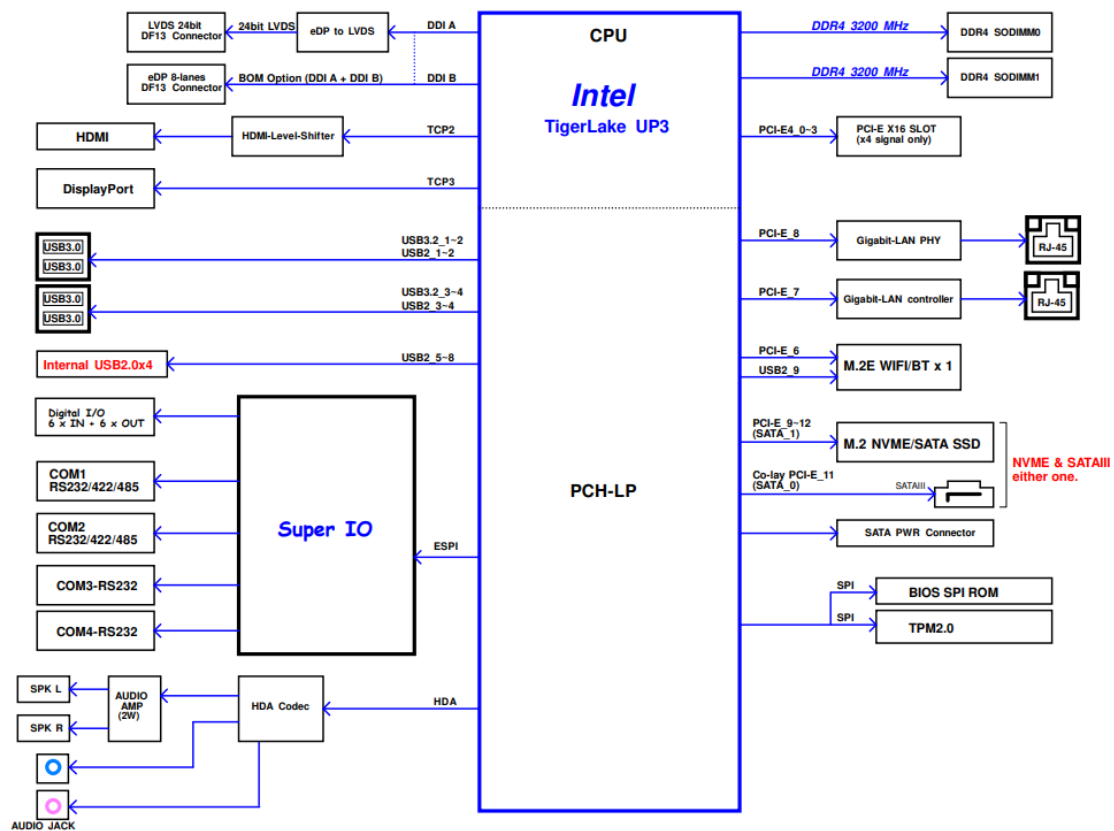 LVDS 24bit
DF13 Connector
24bit LVDS
eDP to LVDS
DDI A
eDP 8-lanes
DF13 Connector
BOM Option (DDI A + DDI B)
DDI B
HDMI
HDMI-Level-Shifter
TCP2
DisplayPort
TCP3
USB3.0
USB3.0
USB3.2_1~2
USB2_1~2
USB3.0
USB3.0
USB3.2_3~4
USB2_3~4
Internal USB2.0x4
USB2_5~8
Digital I/O
6 x IN + 6 x OUT
COM1
RS232/422/485
COM2
RS232/422/485
COM3-RS232
COM4-RS232
Super IO
ESPI
SPK L
SPK R
AUDIO
AMP
(2W)
HDA Codec
HDA
AUDIO JACK
CPU
Intel
TigerLake UP3
PCH-LP
DDR4 3200 MHz
DDR4 SODIMM0
DDR4 3200 MHz
DDR4 SODIMM1
PCI-E4_0~3
PCI-E X16 SLOT
(x4 signal only)
PCI-E_8
Gigabit-LAN PHY
RJ-45
PCI-E_7
Gigabit-LAN controller
RJ-45
PCI-E_6
USB2_9
M.2E WIFI/BT x 1
PCI-E_9~12
(SATA_1)
M.2 NVME/SATA SSD
Co-lay PCI-E_11
(SATA_0)
SATAIII
NVME & SATAIII
either one.
SATA PWR Connector
SPI
BIOS SPI ROM
SPI
TPM2.0